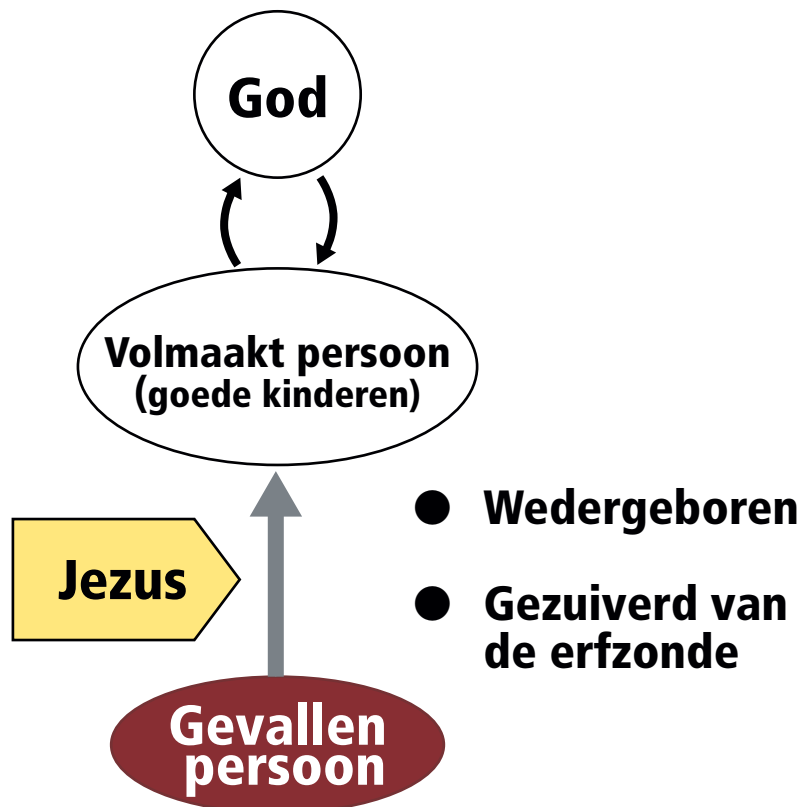 God
Volmaakt persoon
(goede kinderen)
Jezus
● Wedergeboren
● Gezuiverd van
de erfzonde
Gevallen
persoon